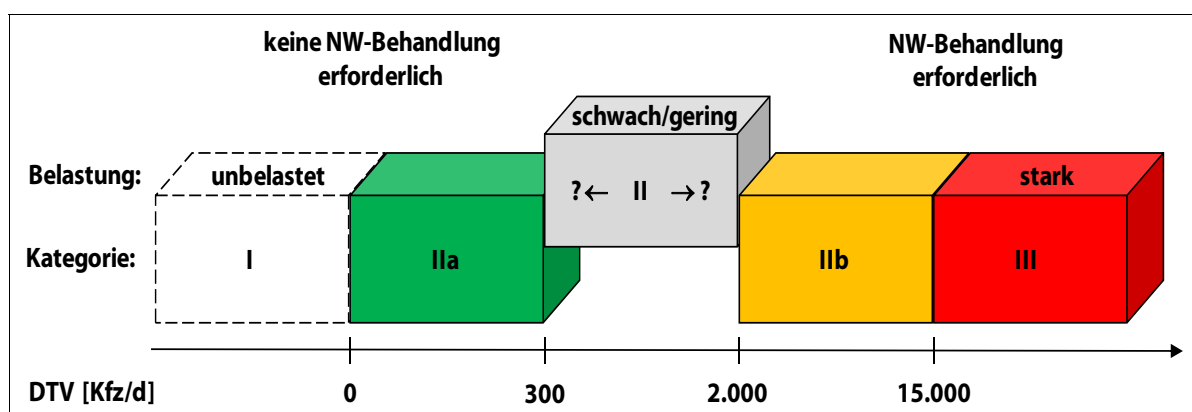 keine NW-Behandlung
erforderlich
NW-Behandlung
erforderlich
schwach/gering
Belastung: unbelastet stark
?← II →?
Kategorie: I IIa IIb III
DTV [Kfz/d] 0 300 2.000 15.000